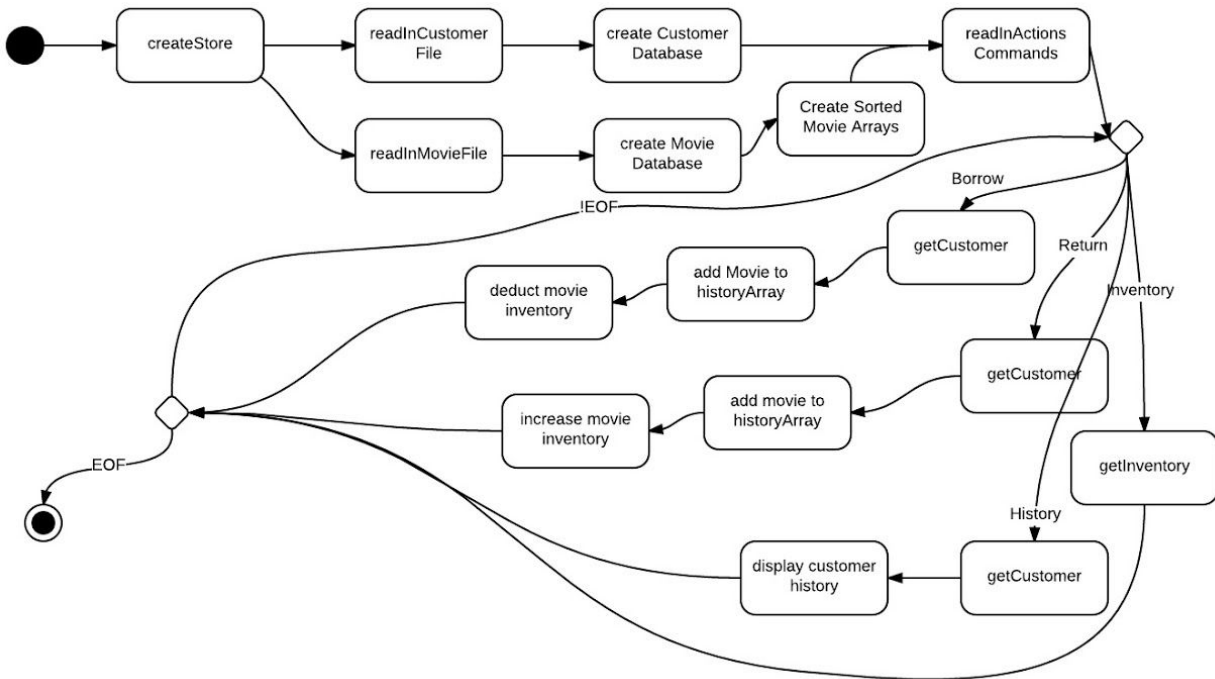 createStore
readInCustomer
File
create Customer
Database
readInActions
Commands
readInMovieFile
create Movie
Database
Create Sorted
Movie Arrays
Borrow
!EOF
getCustomer
Return
add Movie to
historyArray
deduct movie
inventory
Inventory
getCustomer
add movie to
historyArray
increase movie
inventory
getInventory
EOF
History
getCustomer
display customer
history